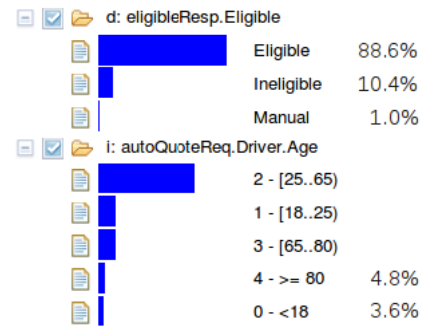 d: eligibleResp.Eligible
Eligible 88.6%
Ineligible 10.4%
Manual 1.0%
i: autoQuoteReq.Driver.Age
2 - [25..65)
1 - [18..25)
3 - [65..80)
4 - >= 80 4.8%
0 - <18 3.6%